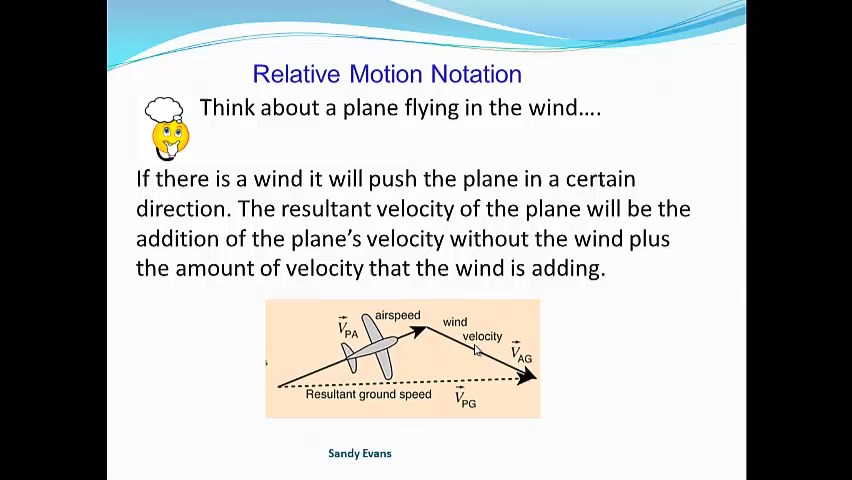 Relative Motion Notation
Think about a plane flying in the wind….
If there is a wind it will push the plane in a certain
direction. The resultant velocity of the plane will be the
addition of the plane’s velocity without the wind plus
the amount of velocity that the wind is adding.
airspeed
V⃗PA
wind
velocity
V⃗AG
s
Resultant ground speed
V⃗PG
Sandy Evans